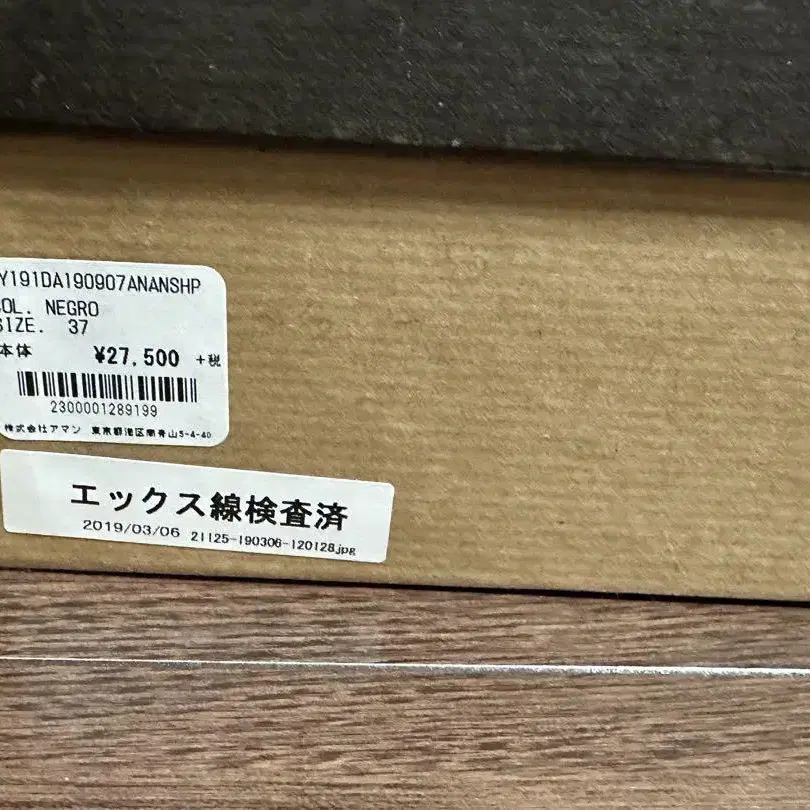 Y191DA190907ANANSHP
COL. NEGRO
SIZE. 37
本体 ¥27,500 +税
2300001289199
株式会社アマン 東京都港区南青山5-4-40
エックス線検査済
2019/03/06 21125-190306-120128.jpg